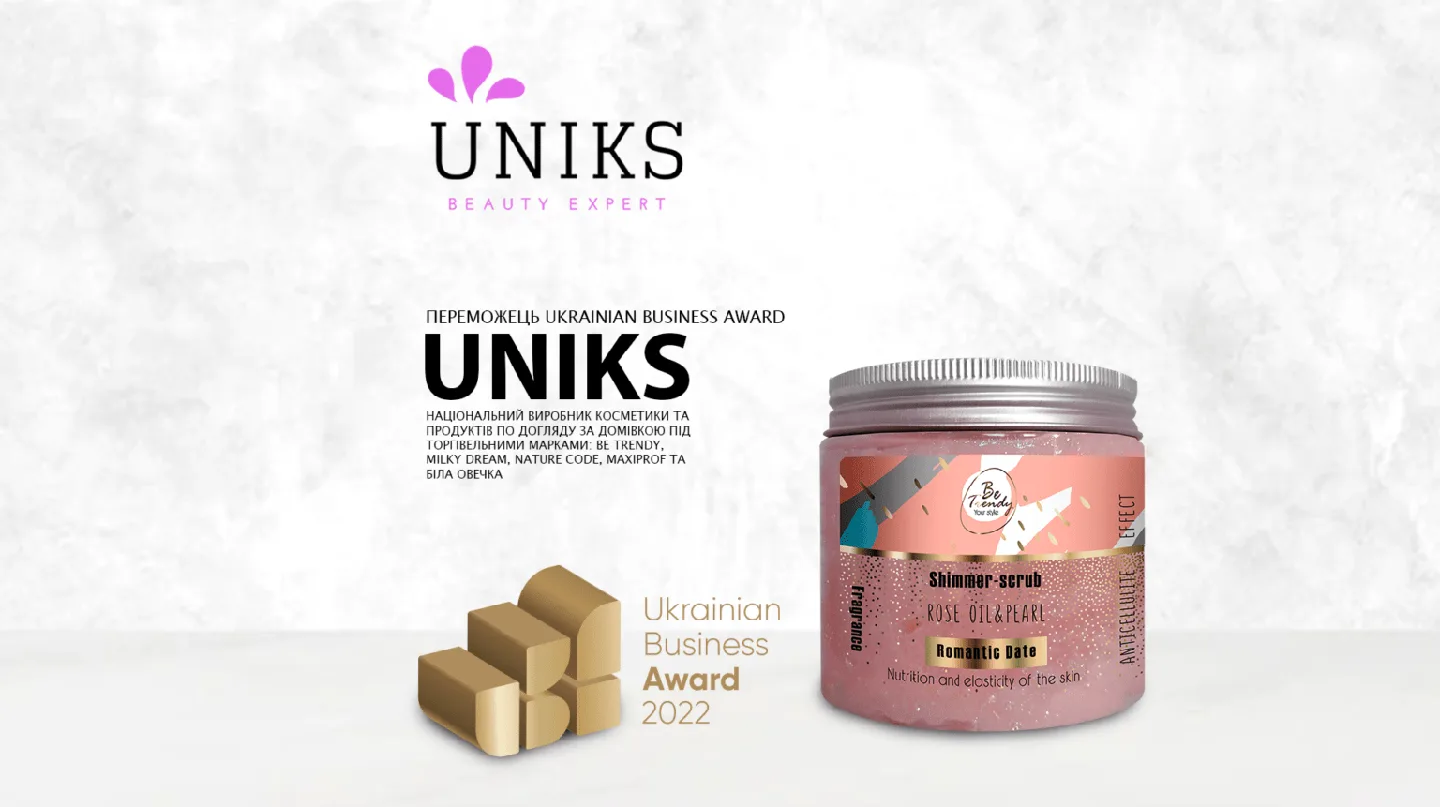 UNIKS
BEAUTY EXPERT
ПЕРЕМОЖЕЦЬ UKRAINIAN BUSINESS AWARD
UNIKS
НАЦІОНАЛЬНИЙ ВИРОБНИК КОСМЕТИКИ ТА
ПРОДУКТІВ ПО ДОГЛЯДУ ЗА ДОМІВКОЮ ПІД
ТОРГІВЕЛЬНИМИ МАРКАМИ: BE TRENDY,
MILKY DREAM, NATURE CODE, MAXIPROF ТА
БІЛА ОВЕЧКА
Ukrainian
Business
Award
2022
Be
Trendy
Your style
Shimmer-scrub
ROSE OIL&PEARL
Romantic Date
Nutrition and elasticity of the skin
Fragrance
ANTICELLULITE EFFECT